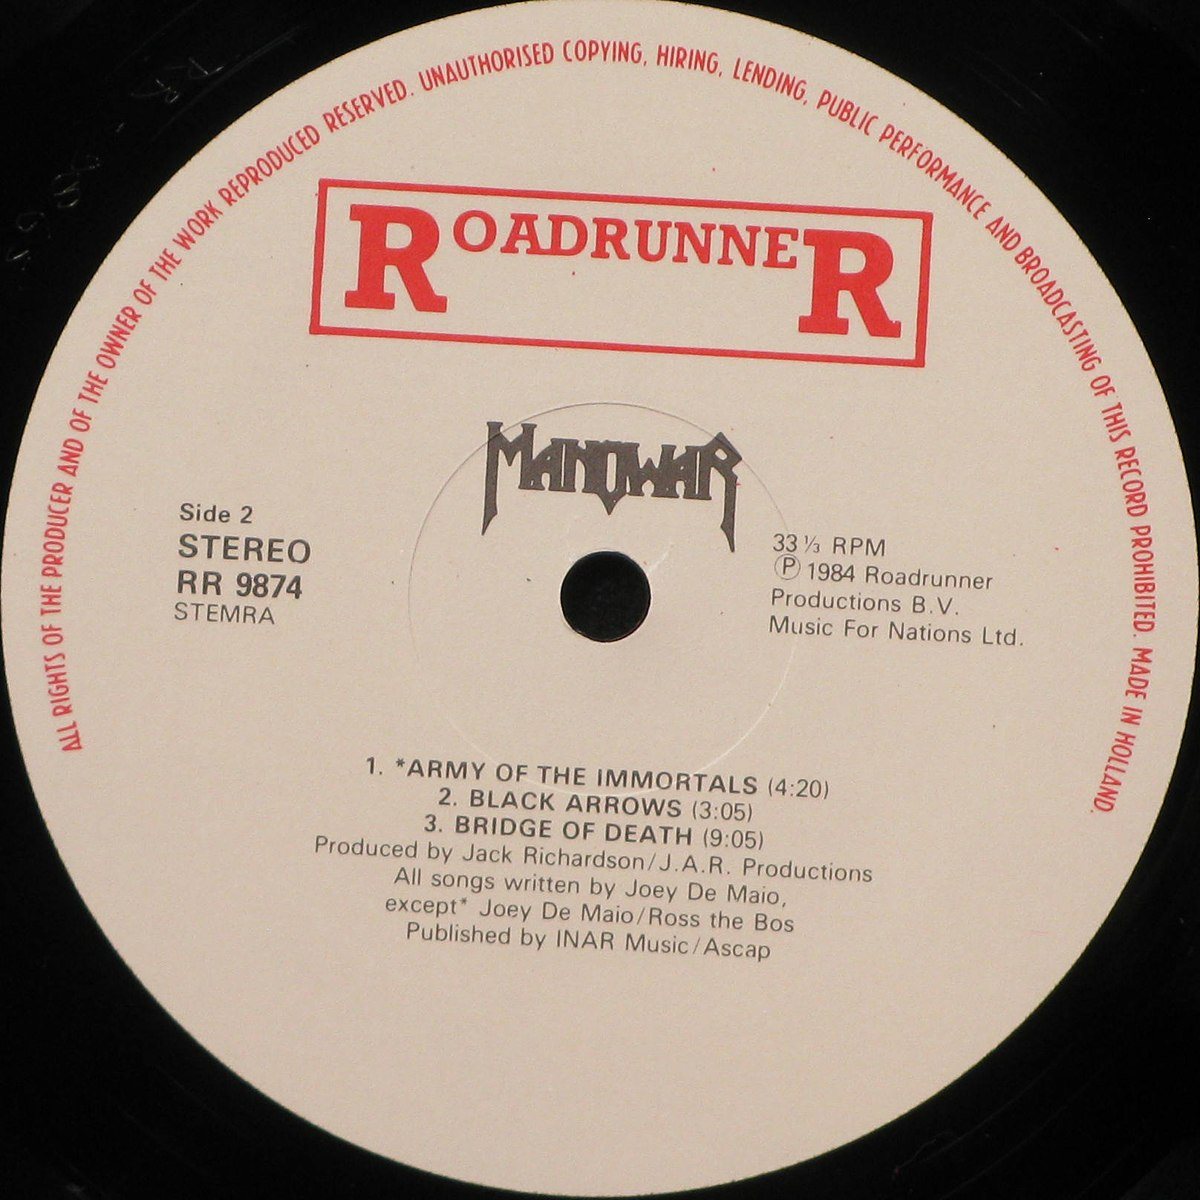 ALL RIGHTS OF THE PRODUCER AND OF THE OWNER OF THE WORK REPRODUCED RESERVED. UNAUTHORISED COPYING, HIRING, LENDING, PUBLIC PERFORMANCE AND BROADCASTING OF THIS RECORD PROHIBITED. MADE IN HOLLAND.
ROADRUNNER
MANOWAR
Side 2
STEREO
RR 9874
STEMRA
33 ⅓ RPM
Ⓟ 1984 Roadrunner
Productions B.V.
Music For Nations Ltd.
1. *ARMY OF THE IMMORTALS (4:20)
2. BLACK ARROWS (3:05)
3. BRIDGE OF DEATH (9:05)
Produced by Jack Richardson/J.A.R. Productions
All songs written by Joey De Maio,
except* Joey De Maio/Ross the Bos
Published by INAR Music/Ascap